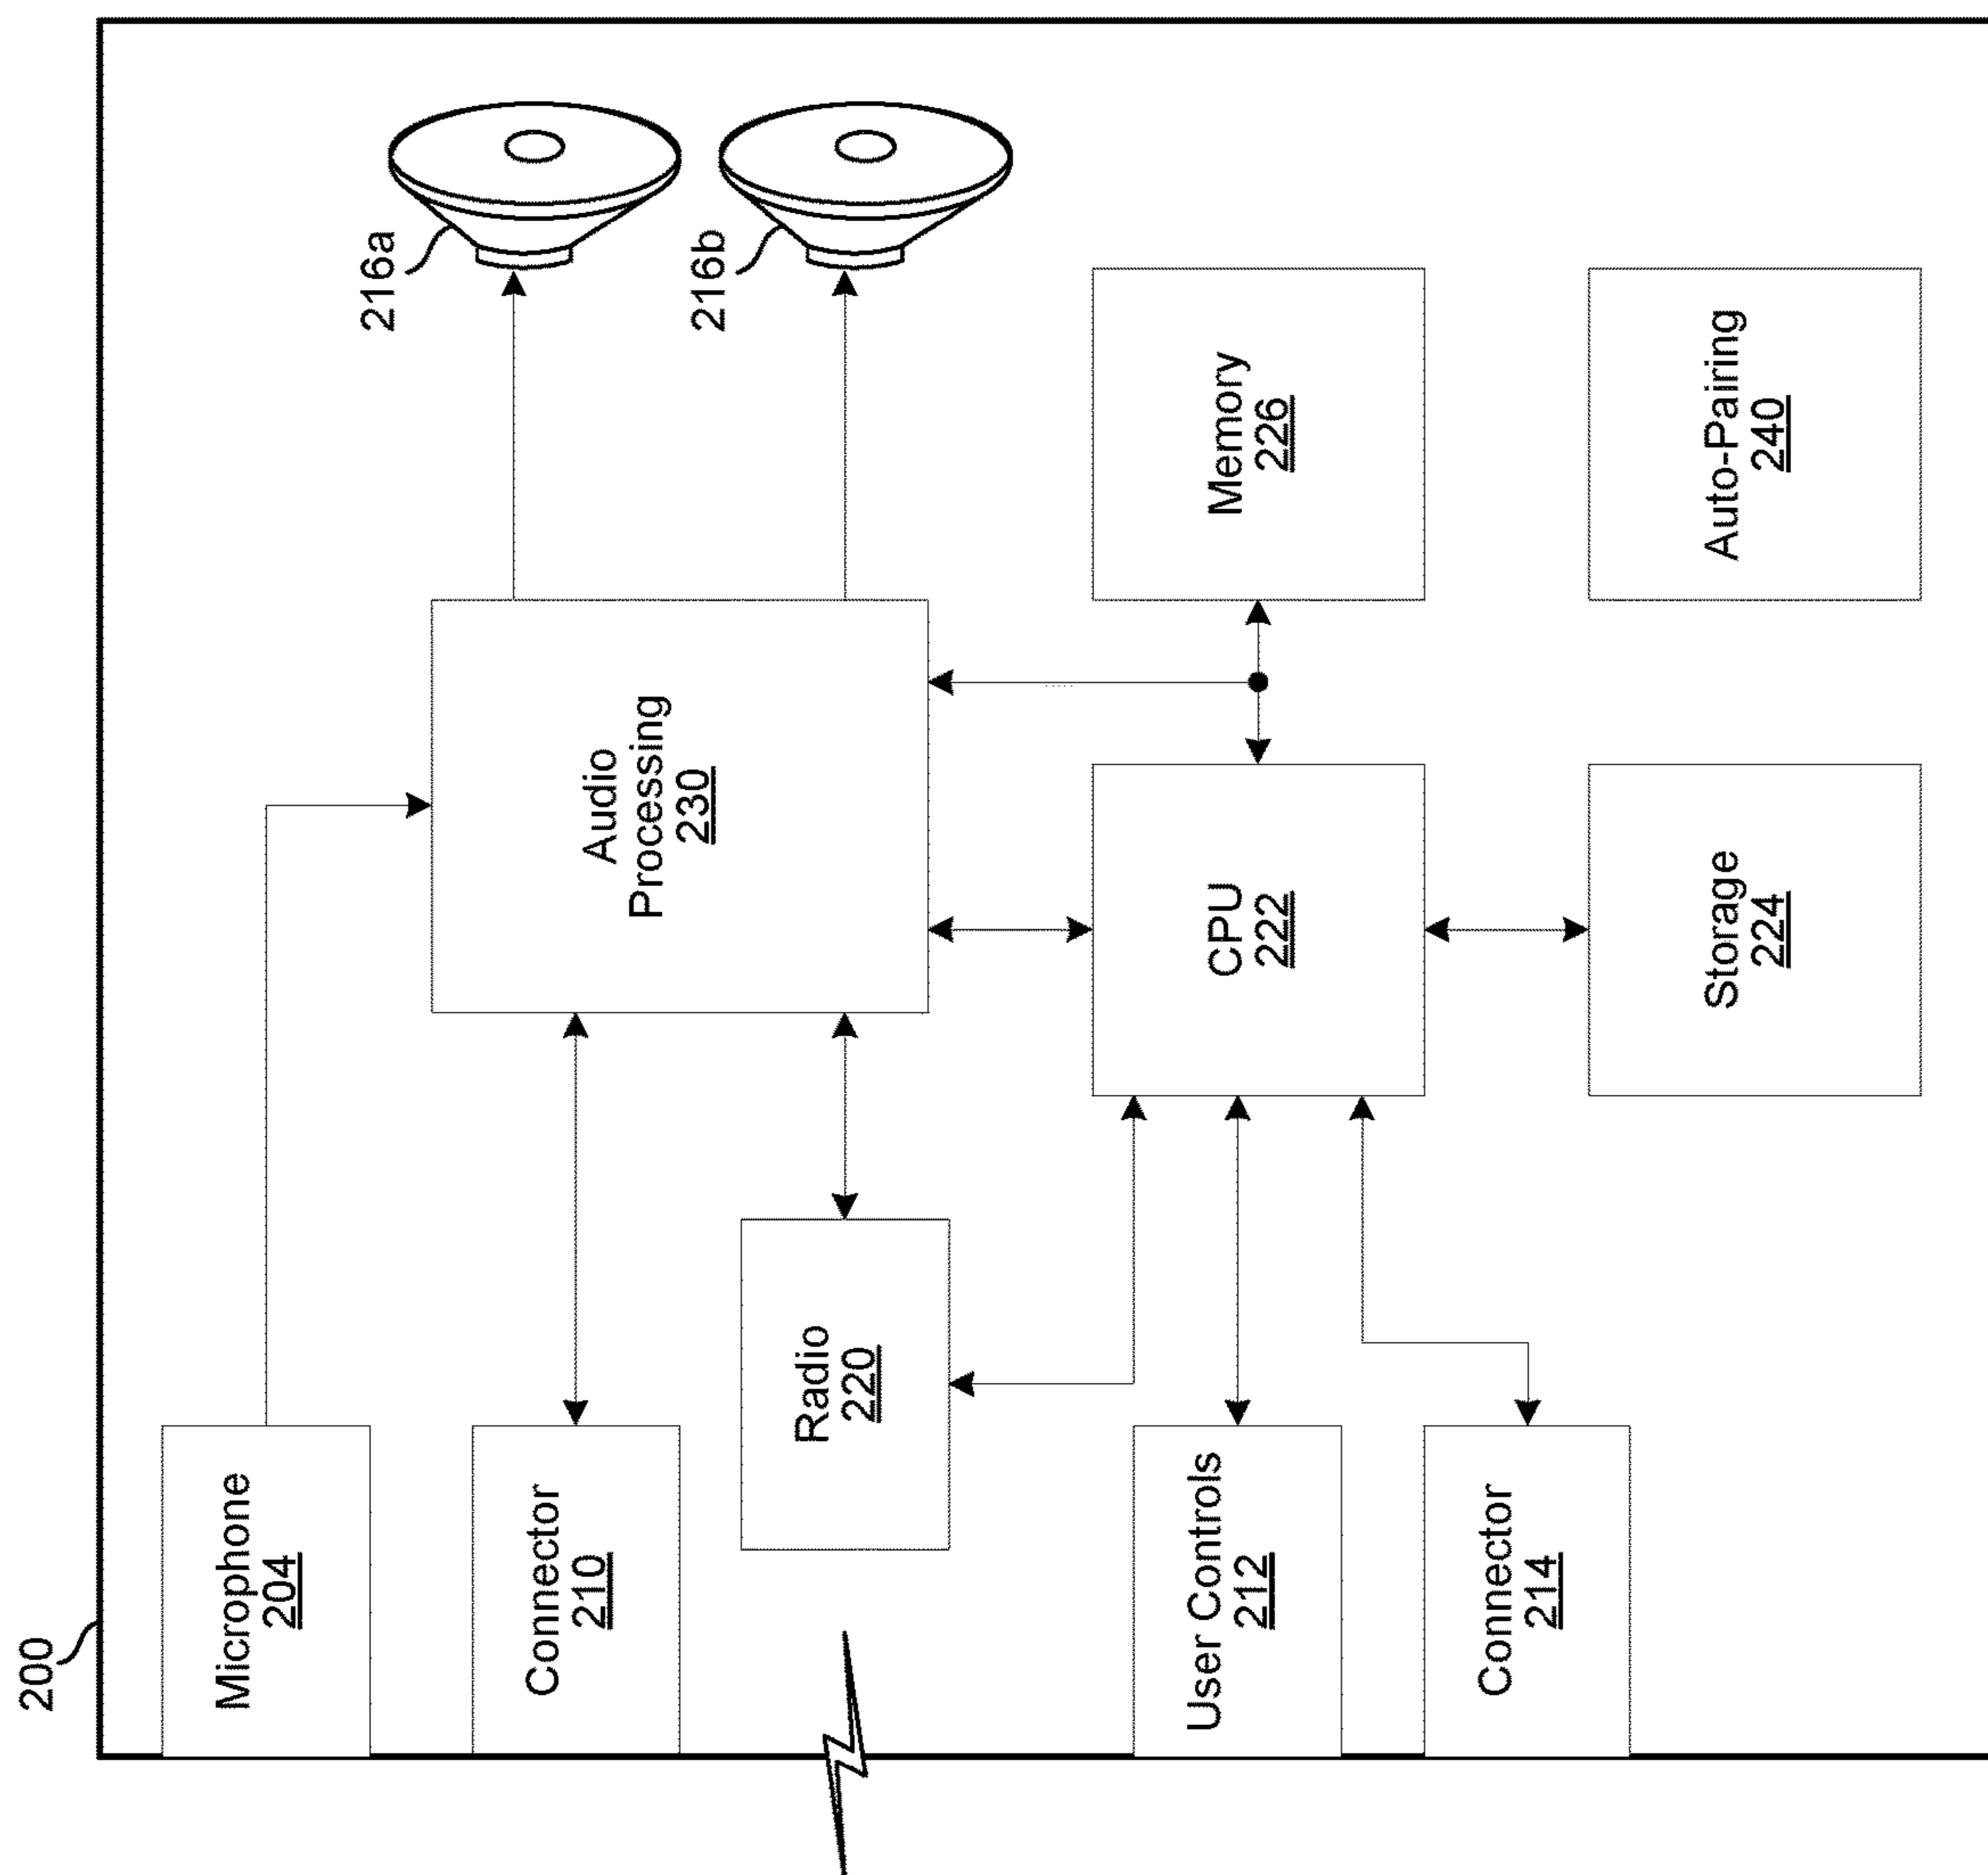 200
Microphone
204
Connector
210
Radio
220
User Controls
212
Connector
214
Audio
Processing
230
CPU
222
Storage
224
216a
216b
Memory
226
Auto-Pairing
240